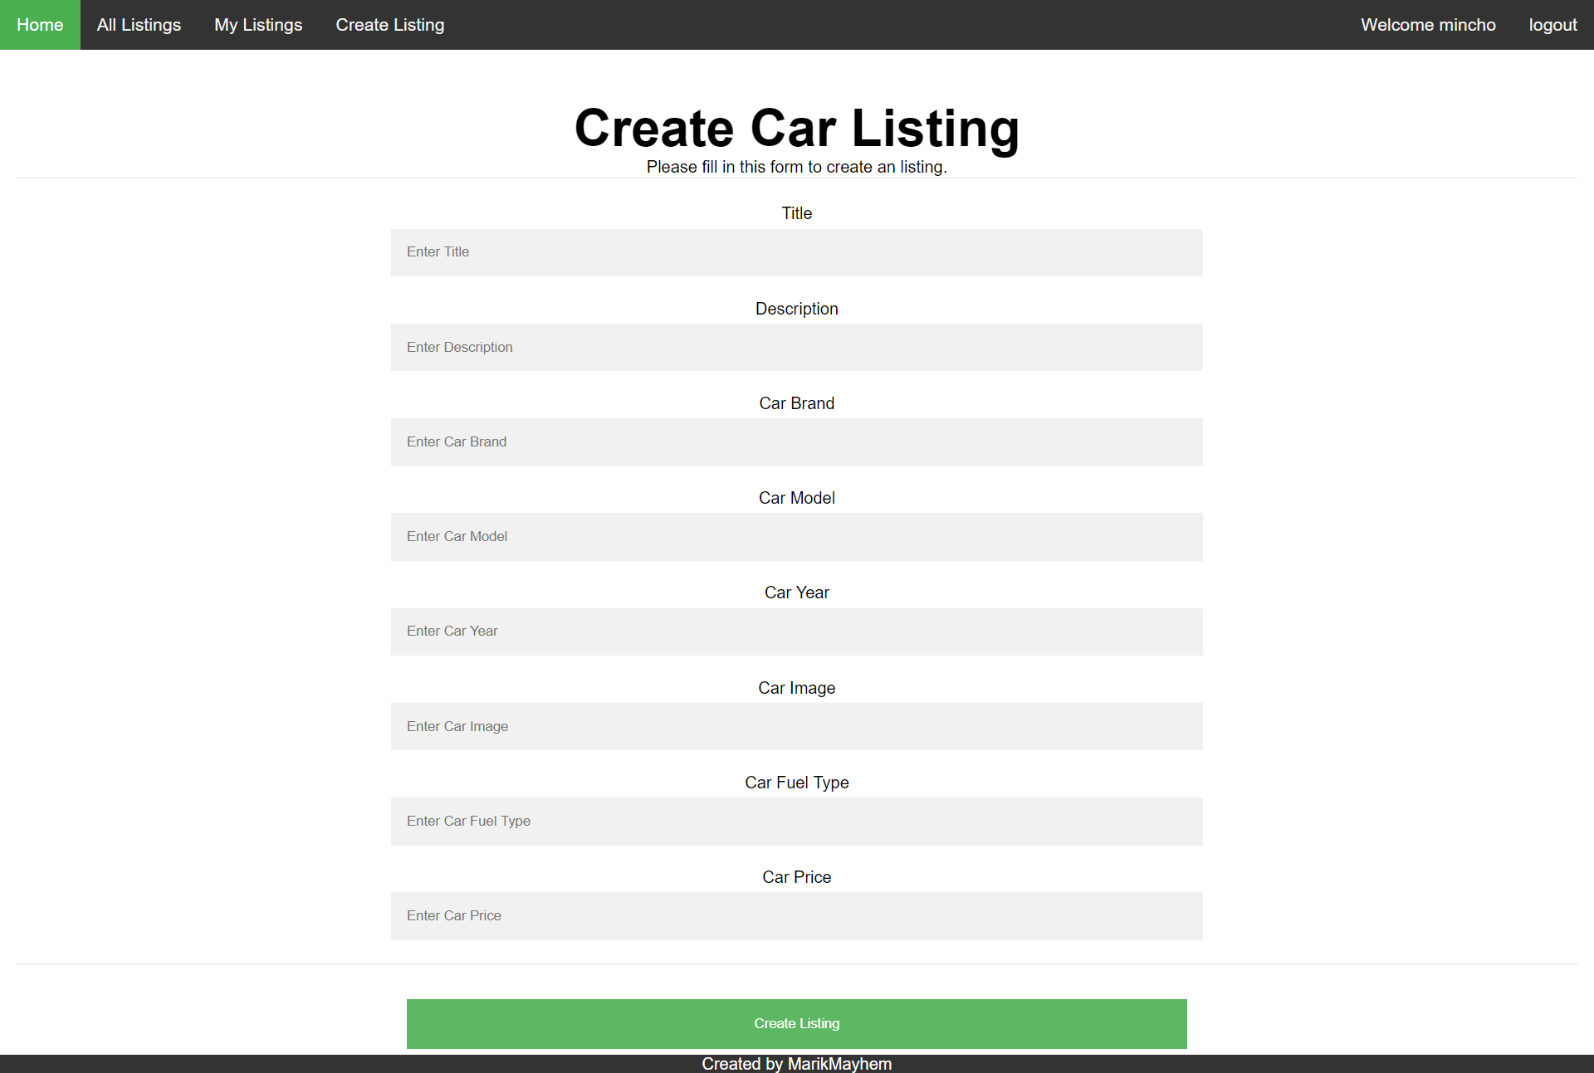 Home All Listings My Listings Create Listing Welcome mincho logout
Create Car Listing
Please fill in this form to create an listing.
Title
Enter Title
Description
Enter Description
Car Brand
Enter Car Brand
Car Model
Enter Car Model
Car Year
Enter Car Year
Car Image
Enter Car Image
Car Fuel Type
Enter Car Fuel Type
Car Price
Enter Car Price
Create Listing
Created by MarikMayhem